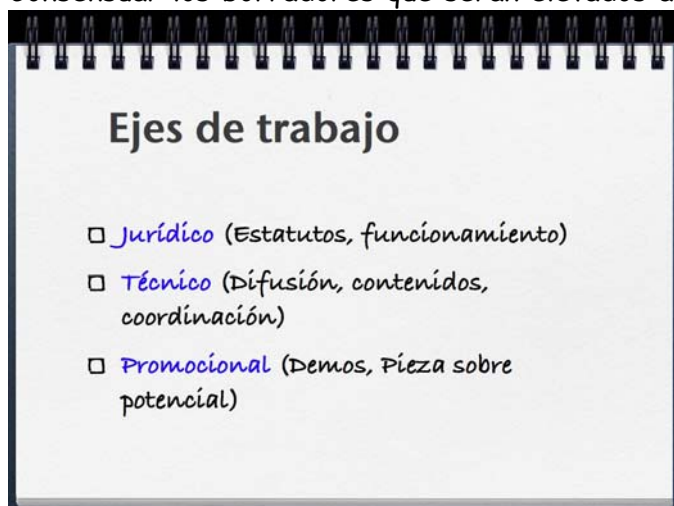 consensuar los borradores que serán elevados a
Ejes de trabajo
Jurídico (Estatutos, funcionamiento)
Técnico (Difusión, contenidos,
coordinación)
Promocional (Demos, Pieza sobre
potencial)